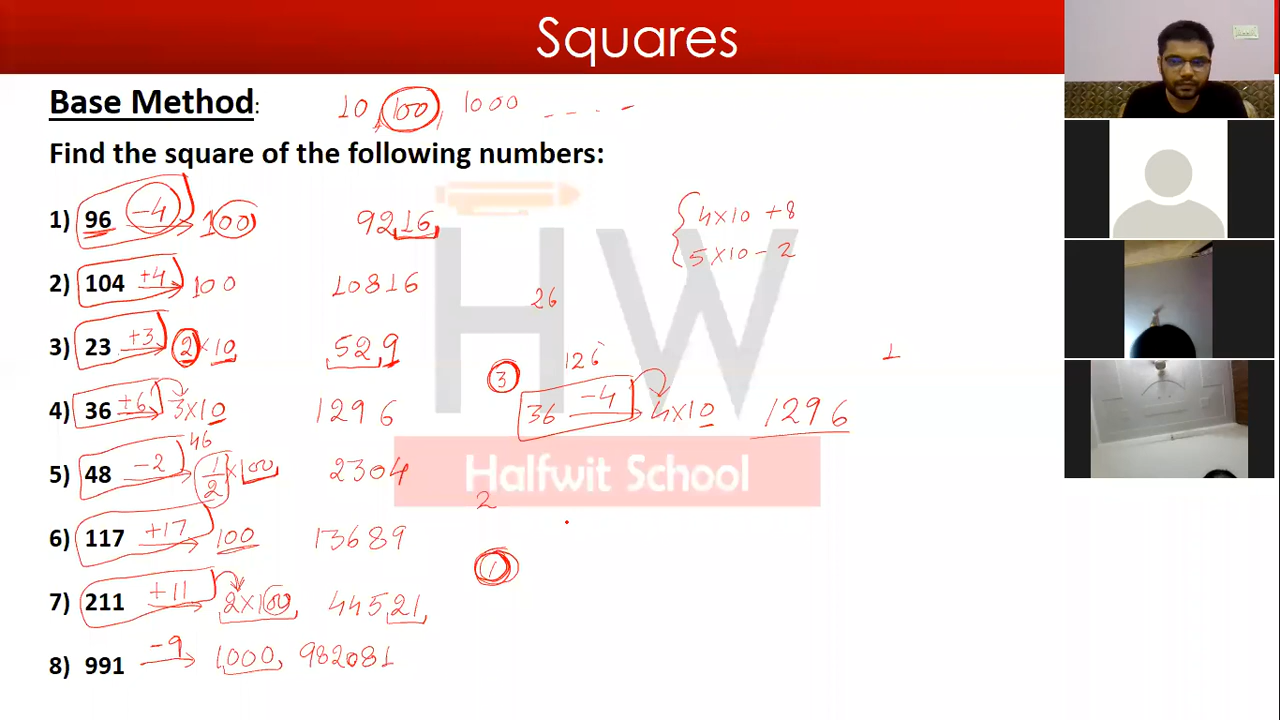 Squares
Base Method: 10, 100, 1000 - - - -
Find the square of the following numbers:
1) 96 -4 → 100 9216
{ 4×10 +8
5×10 - 2
2) 104 +4 → 100 10816
26
3) 23 +3 → 2×10 529
1
3 126
4) 36 +6 → 3×10 1296
36 -4 → 4×10 1296
46
5) 48 -2 → 1/2 × 100 2304
HW
Halfwit School
2
6) 117 +17 → 100 13689
1
7) 211 +11 → 2×100 44521
8) 991 -9 → 1000, 982081